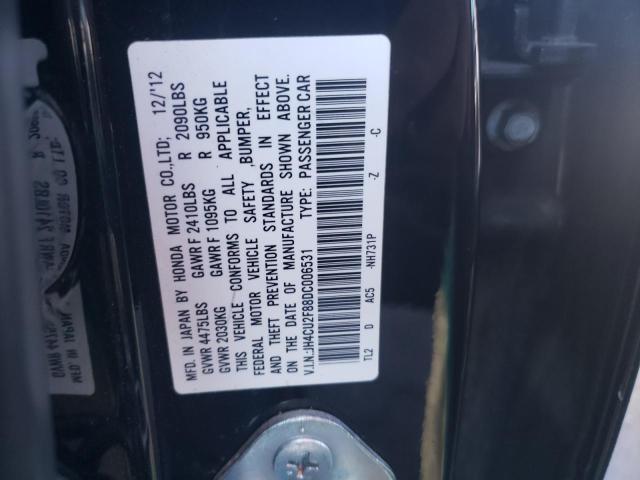 MFD. IN JAPAN BY HONDA MOTOR CO.,LTD; 12/'12
GVWR 4475LBS GAWR F 2410LBS R 2090LBS
GVWR 2030KG GAWR F 1095KG R 950KG
THIS VEHICLE CONFORMS TO ALL APPLICABLE
FEDERAL MOTOR VEHICLE SAFETY ,BUMPER,
AND THEFT PREVENTION STANDARDS IN EFFECT
ON THE DATE OF MANUFACTURE SHOWN ABOVE.
V.I.N.:JH4CU2F88DC006531 TYPE: PASSENGER CAR
TL2 D AC5 -NH731P -Z -C